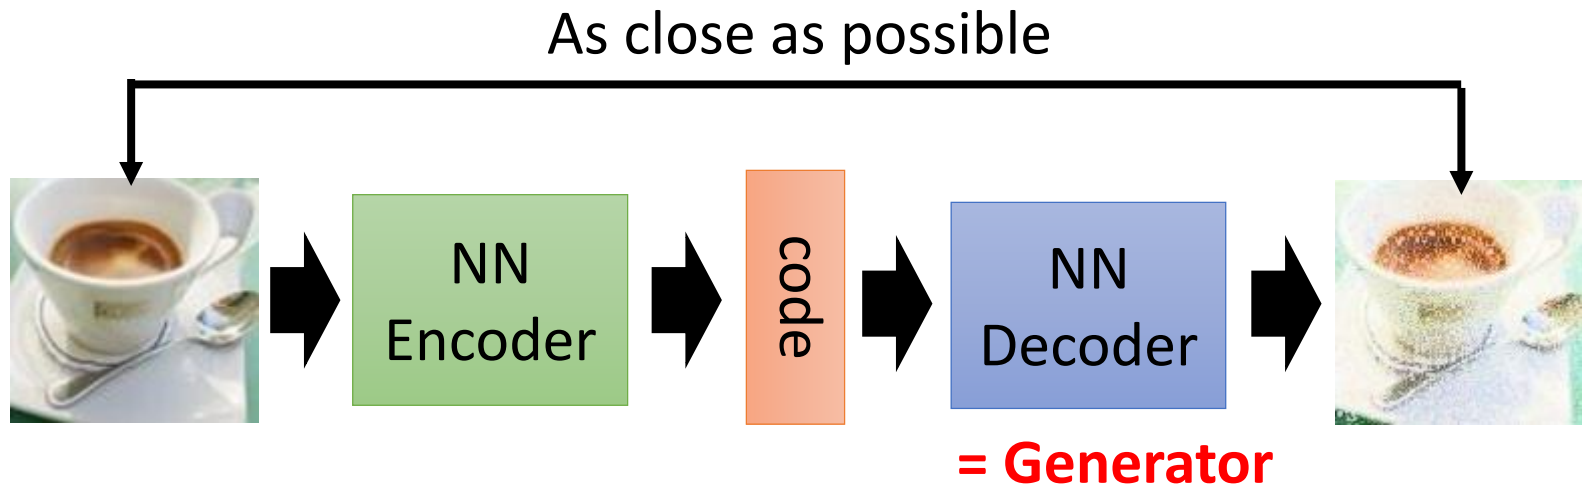 As close as possible
NN
Encoder
code
NN
Decoder
= Generator